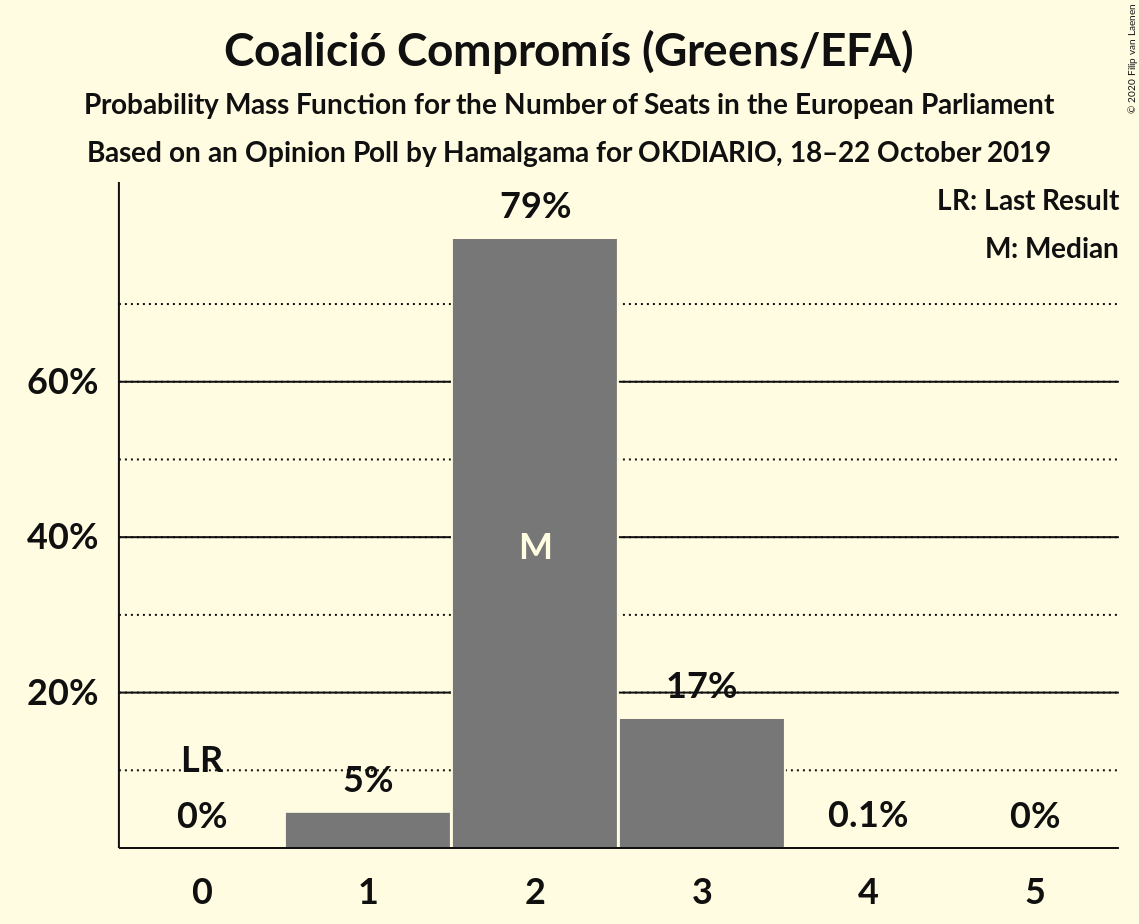 Coalició Compromís (Greens/EFA)
Probability Mass Function for the Number of Seats in the European Parliament
Based on an Opinion Poll by Hamalgama for OKDIARIO, 18–22 October 2019
© 2020 Filip van Laenen
LR: Last Result
M: Median
79%
60%
40%
M
20%
17%
LR
5%
0%
0.1%
0%
0 1 2 3 4 5